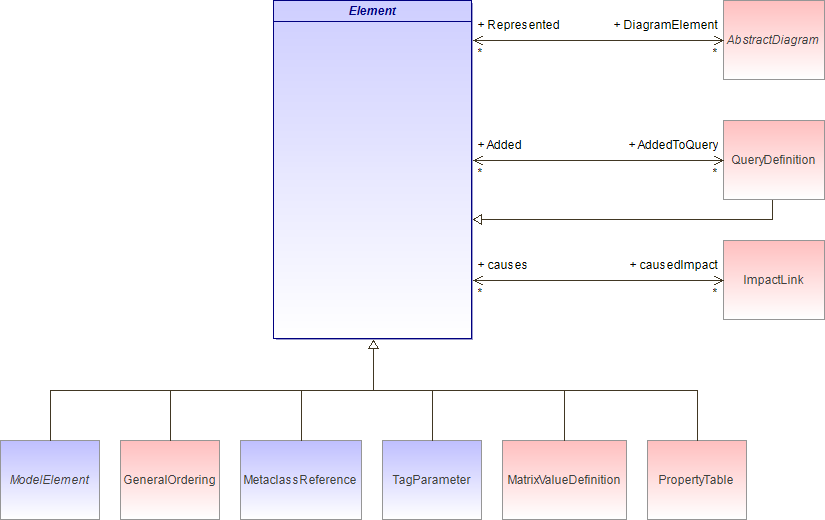 Element
+ Represented
+ DiagramElement
*
*
AbstractDiagram
+ Added
+ AddedToQuery
*
*
QueryDefinition
+ causes
+ causedImpact
*
*
ImpactLink
ModelElement
GeneralOrdering
MetaclassReference
TagParameter
MatrixValueDefinition
PropertyTable